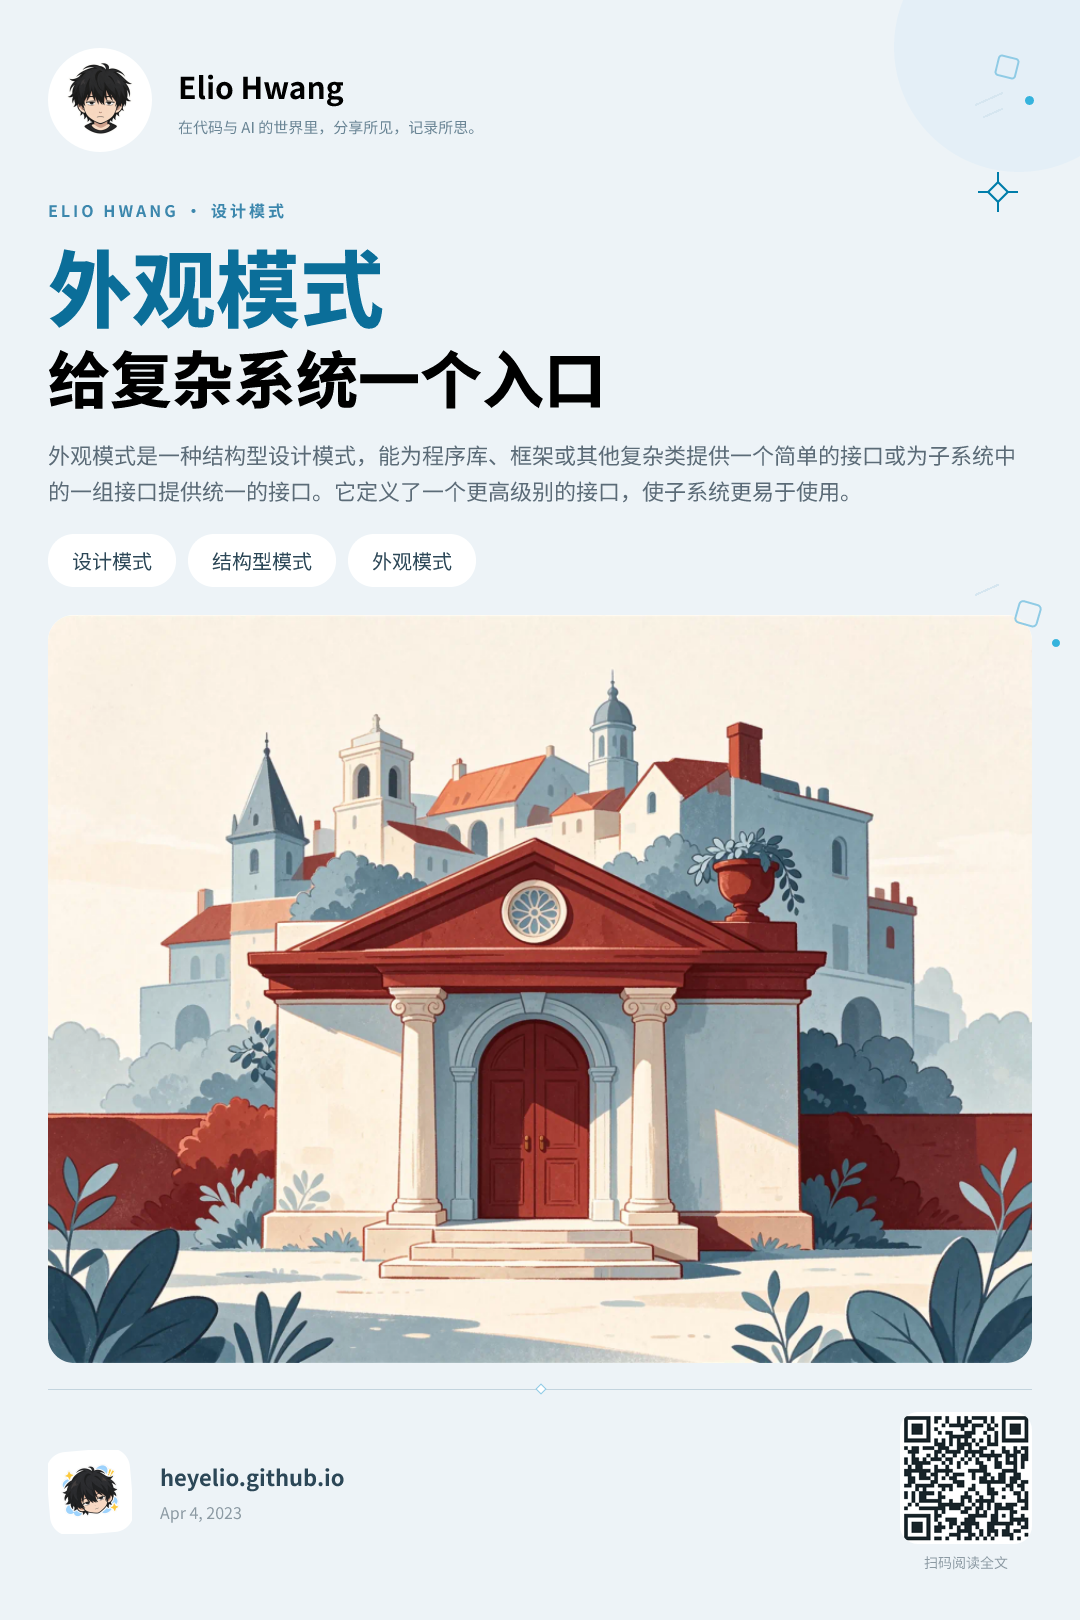 Elio Hwang
在代码与 AI 的世界里，分享所见，记录所思。
ELIO HWANG • 设计模式
外观模式
给复杂系统一个入口
外观模式是一种结构型设计模式，能为程序库、框架或其他复杂类提供一个简单的接口或为子系统中
的一组接口提供统一的接口。它定义了一个更高级别的接口，使子系统更易于使用。
设计模式 结构型模式 外观模式
heyelio.github.io
Apr 4, 2023
扫码阅读全文